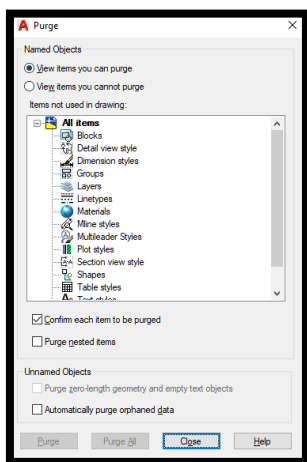 Purge
Named Objects
View items you can purge
View items you cannot purge
Items not used in drawing:
All items
Blocks
Detail view style
Dimension styles
Groups
Layers
Linetypes
Materials
Mline styles
Multileader Styles
Plot styles
Section view style
Shapes
Table styles
Text styles
Confirm each item to be purged
Purge nested items
Unnamed Objects
Purge zero-length geometry and empty text objects
Automatically purge orphaned data
Purge Purge All Close Help